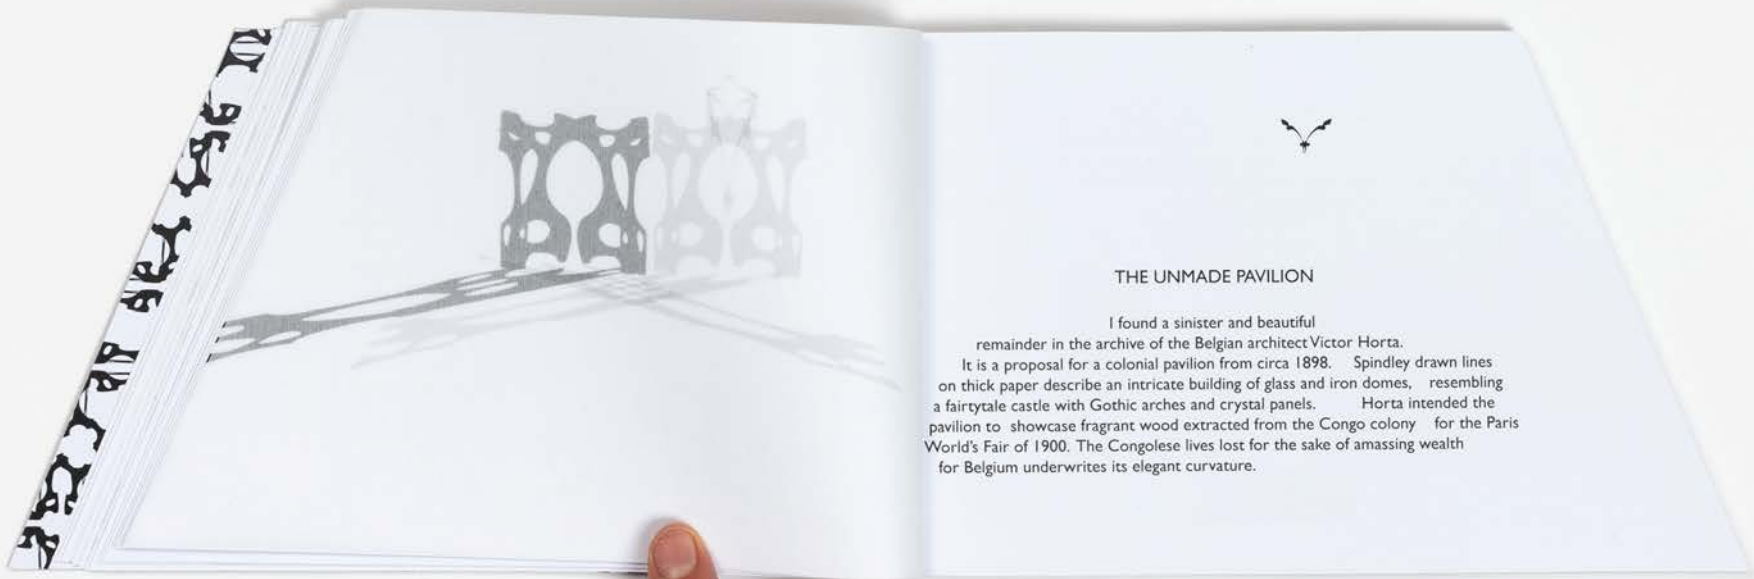 THE UNMADE PAVILION
I found a sinister and beautiful
remainder in the archive of the Belgian architect Victor Horta.
It is a proposal for a colonial pavilion from circa 1898. Spindley drawn lines
on thick paper describe an intricate building of glass and iron domes, resembling
a fairtytale castle with Gothic arches and crystal panels. Horta intended the
pavilion to showcase fragrant wood extracted from the Congo colony for the Paris
World's Fair of 1900. The Congolese lives lost for the sake of amassing wealth
for Belgium underwrites its elegant curvature.